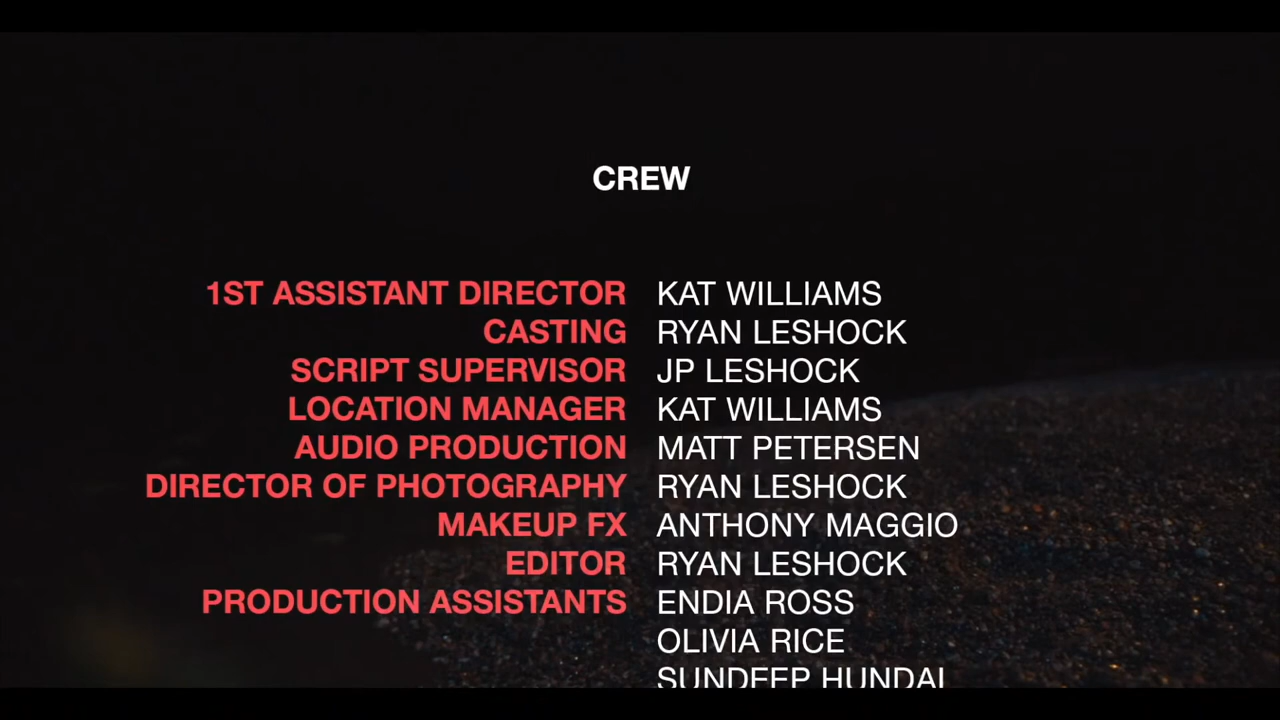 CREW
1ST ASSISTANT DIRECTOR KAT WILLIAMS
CASTING RYAN LESHOCK
SCRIPT SUPERVISOR JP LESHOCK
LOCATION MANAGER KAT WILLIAMS
AUDIO PRODUCTION MATT PETERSEN
DIRECTOR OF PHOTOGRAPHY RYAN LESHOCK
MAKEUP FX ANTHONY MAGGIO
EDITOR RYAN LESHOCK
PRODUCTION ASSISTANTS ENDIA ROSS
OLIVIA RICE
SUNDEEP HUNDAL